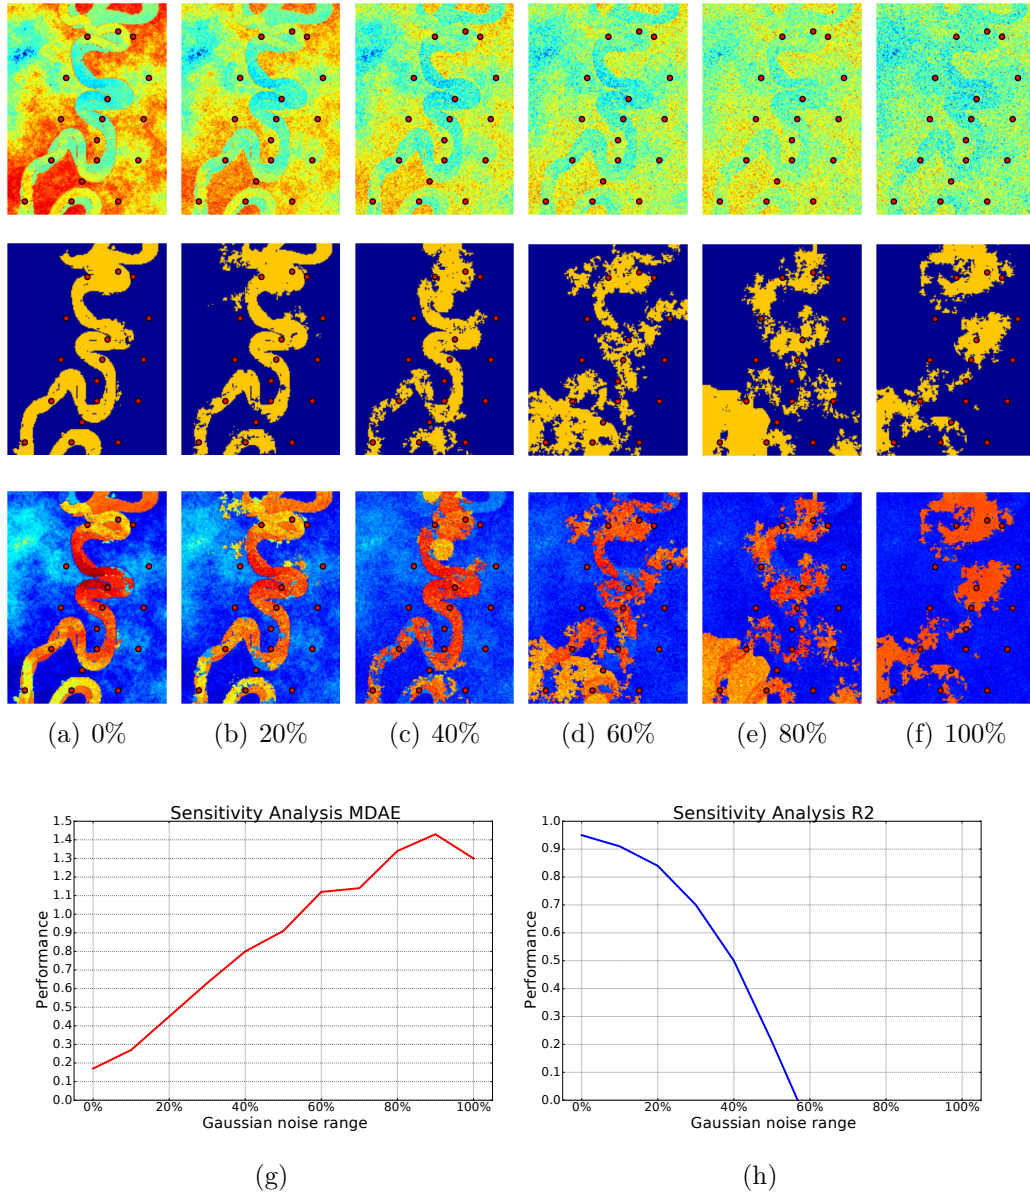 (a) 0% (b) 20% (c) 40% (d) 60% (e) 80% (f) 100%
Sensitivity Analysis MDAE
1.5
1.4
1.3
1.2
1.1
1.0
0.9
0.8
0.7
0.6
0.5
0.4
0.3
0.2
0.1
0.0
Performance
0% 20% 40% 60% 80% 100%
Gaussian noise range
(g)
Sensitivity Analysis R2
1.0
0.9
0.8
0.7
0.6
0.5
0.4
0.3
0.2
0.1
0.0
Performance
0% 20% 40% 60% 80% 100%
Gaussian noise range
(h)